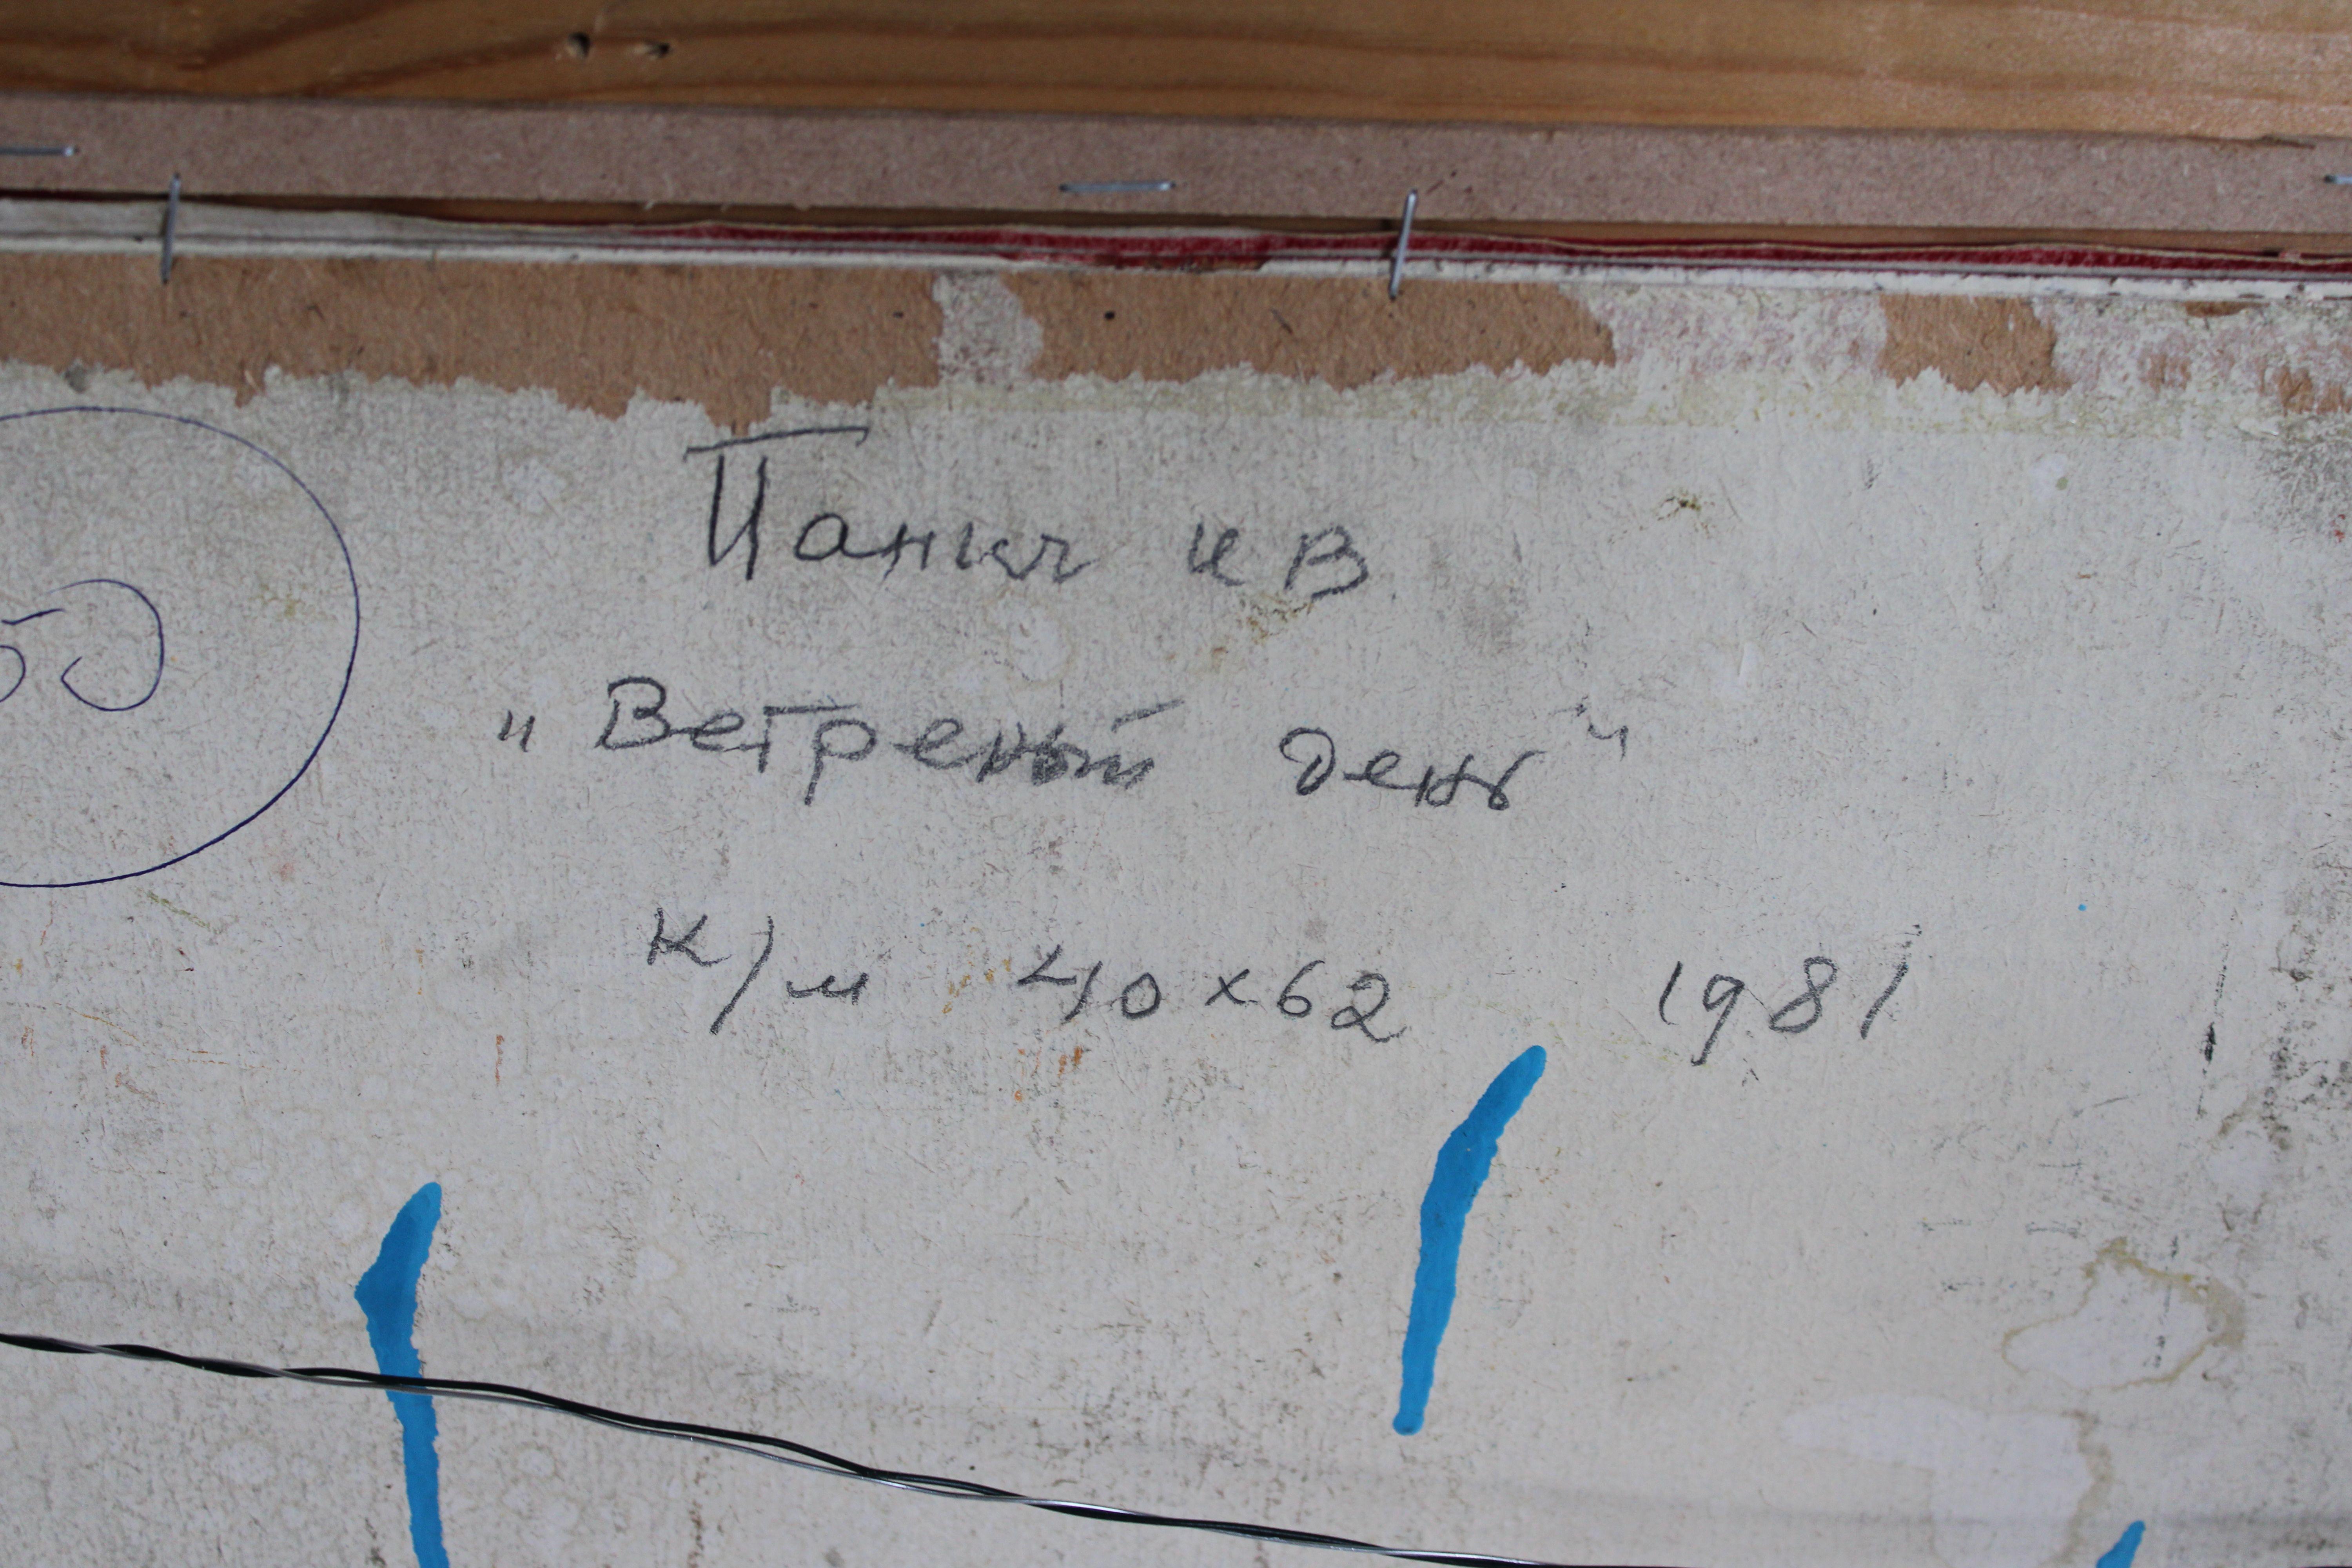 Панич И В
"Ветреный день"
к/м 40 х 62 1981